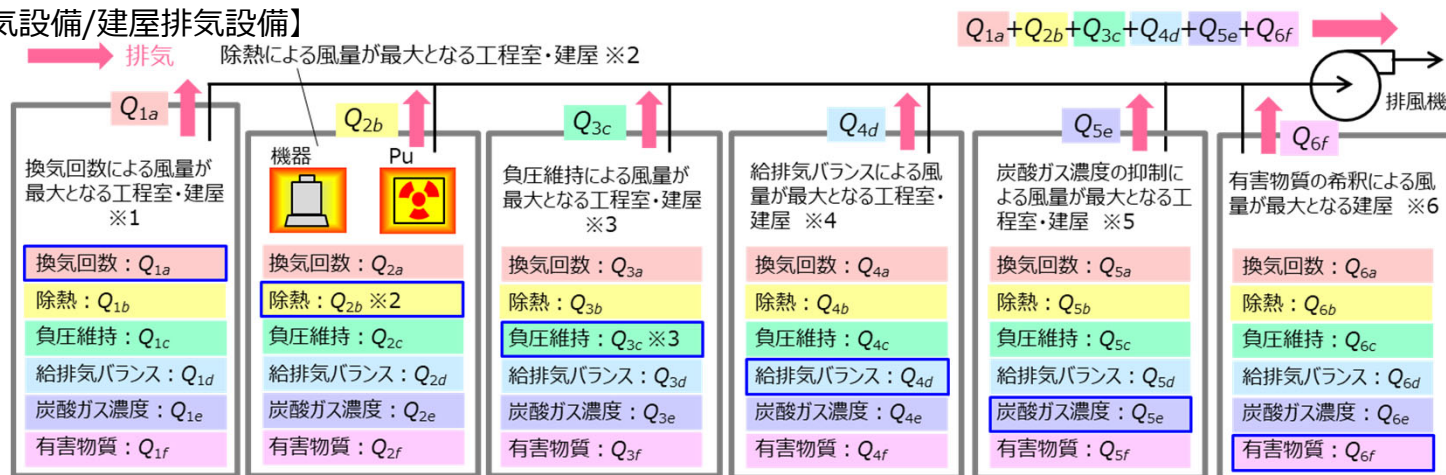 気設備/建屋排気設備】
排気
除熱による風量が最大となる工程室・建屋 ※2
Q1a+Q2b+Q3c+Q4d+Q5e+Q6f
排風機
Q1a
換気回数による風量が
最大となる工程室・建屋
※1
換気回数：Q1a
除熱：Q1b
負圧維持：Q1c
給排気バランス：Q1d
炭酸ガス濃度：Q1e
有害物質：Q1f
Q2b
機器
Pu
換気回数：Q2a
除熱：Q2b ※2
負圧維持：Q2c
給排気バランス：Q2d
炭酸ガス濃度：Q2e
有害物質：Q2f
Q3c
負圧維持による風量が
最大となる工程室・建屋
※3
換気回数：Q3a
除熱：Q3b
負圧維持：Q3c ※3
給排気バランス：Q3d
炭酸ガス濃度：Q3e
有害物質：Q3f
Q4d
給排気バランスによる風
量が最大となる工程室・
建屋 ※4
換気回数：Q4a
除熱：Q4b
負圧維持：Q4c
給排気バランス：Q4d
炭酸ガス濃度：Q4e
有害物質：Q4f
Q5e
炭酸ガス濃度の抑制に
よる風量が最大となる工
程室・建屋 ※5
換気回数：Q5a
除熱：Q5b
負圧維持：Q5c
給排気バランス：Q5d
炭酸ガス濃度：Q5e
有害物質：Q5f
Q6f
有害物質の希釈による風
量が最大となる建屋 ※6
換気回数：Q6a
除熱：Q6b
負圧維持：Q6c
給排気バランス：Q6d
炭酸ガス濃度：Q6e
有害物質：Q6f